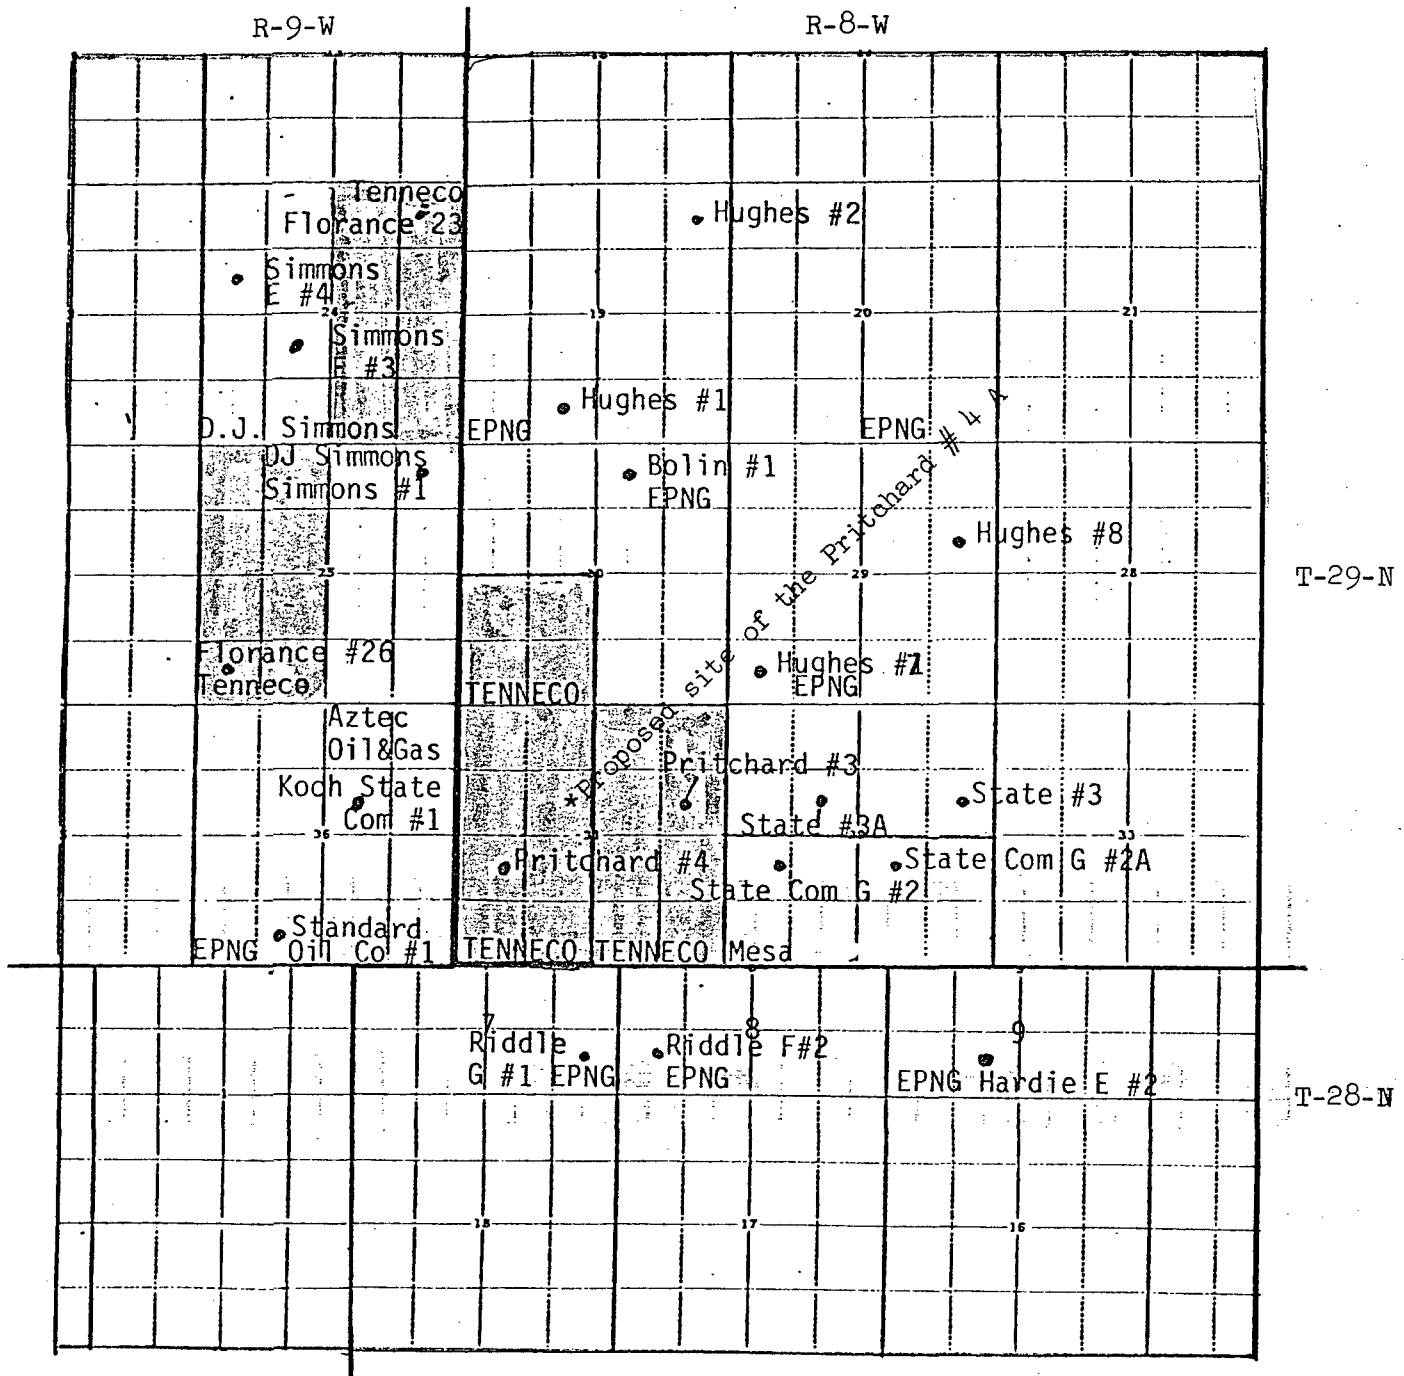 R-9-W
R-8-W
Tenneco
Florance 23
Hughes #2
Simmons
E #4
24
19
20
21
Simmons
#3
Hughes #1
D.J. Simmons
EPNG
EPNG
DJ Simmons
Simmons #1
Bolin #1
EPNG
Hughes #8
25
30
29
28
T-29-N
*Proposed site of the Pritchard # 4 A
Florance #26
Tenneco
TENNECO
Hughes #
EPNG
Aztec
Oil&Gas
Pritchard #3
Koch State
Com #1
State #3A
State #3
36
33
Pritchard #4
State Com G #2
State Com G #2A
Standard
EPNG Oil Co #1
TENNECO
TENNECO
Mesa
7
8
9
Riddle
G #1 EPNG
Riddle F#2
EPNG
EPNG Hardie E #2
T-28-N
18
17
16